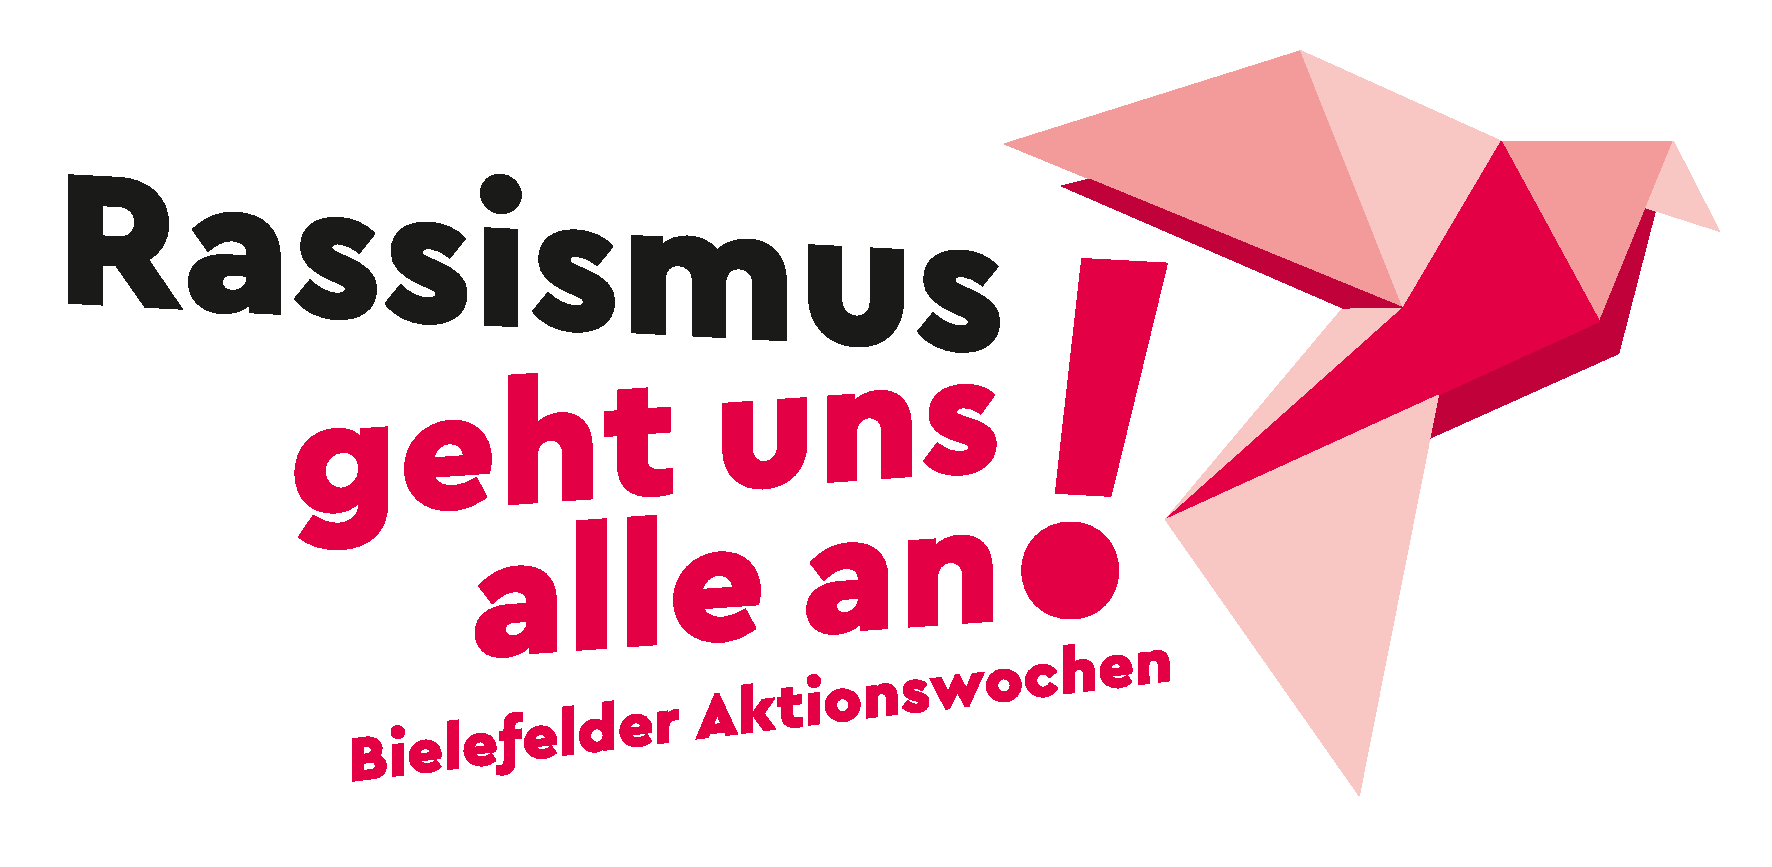 Rassismus
geht uns
alle an!
Bielefelder Aktionswochen